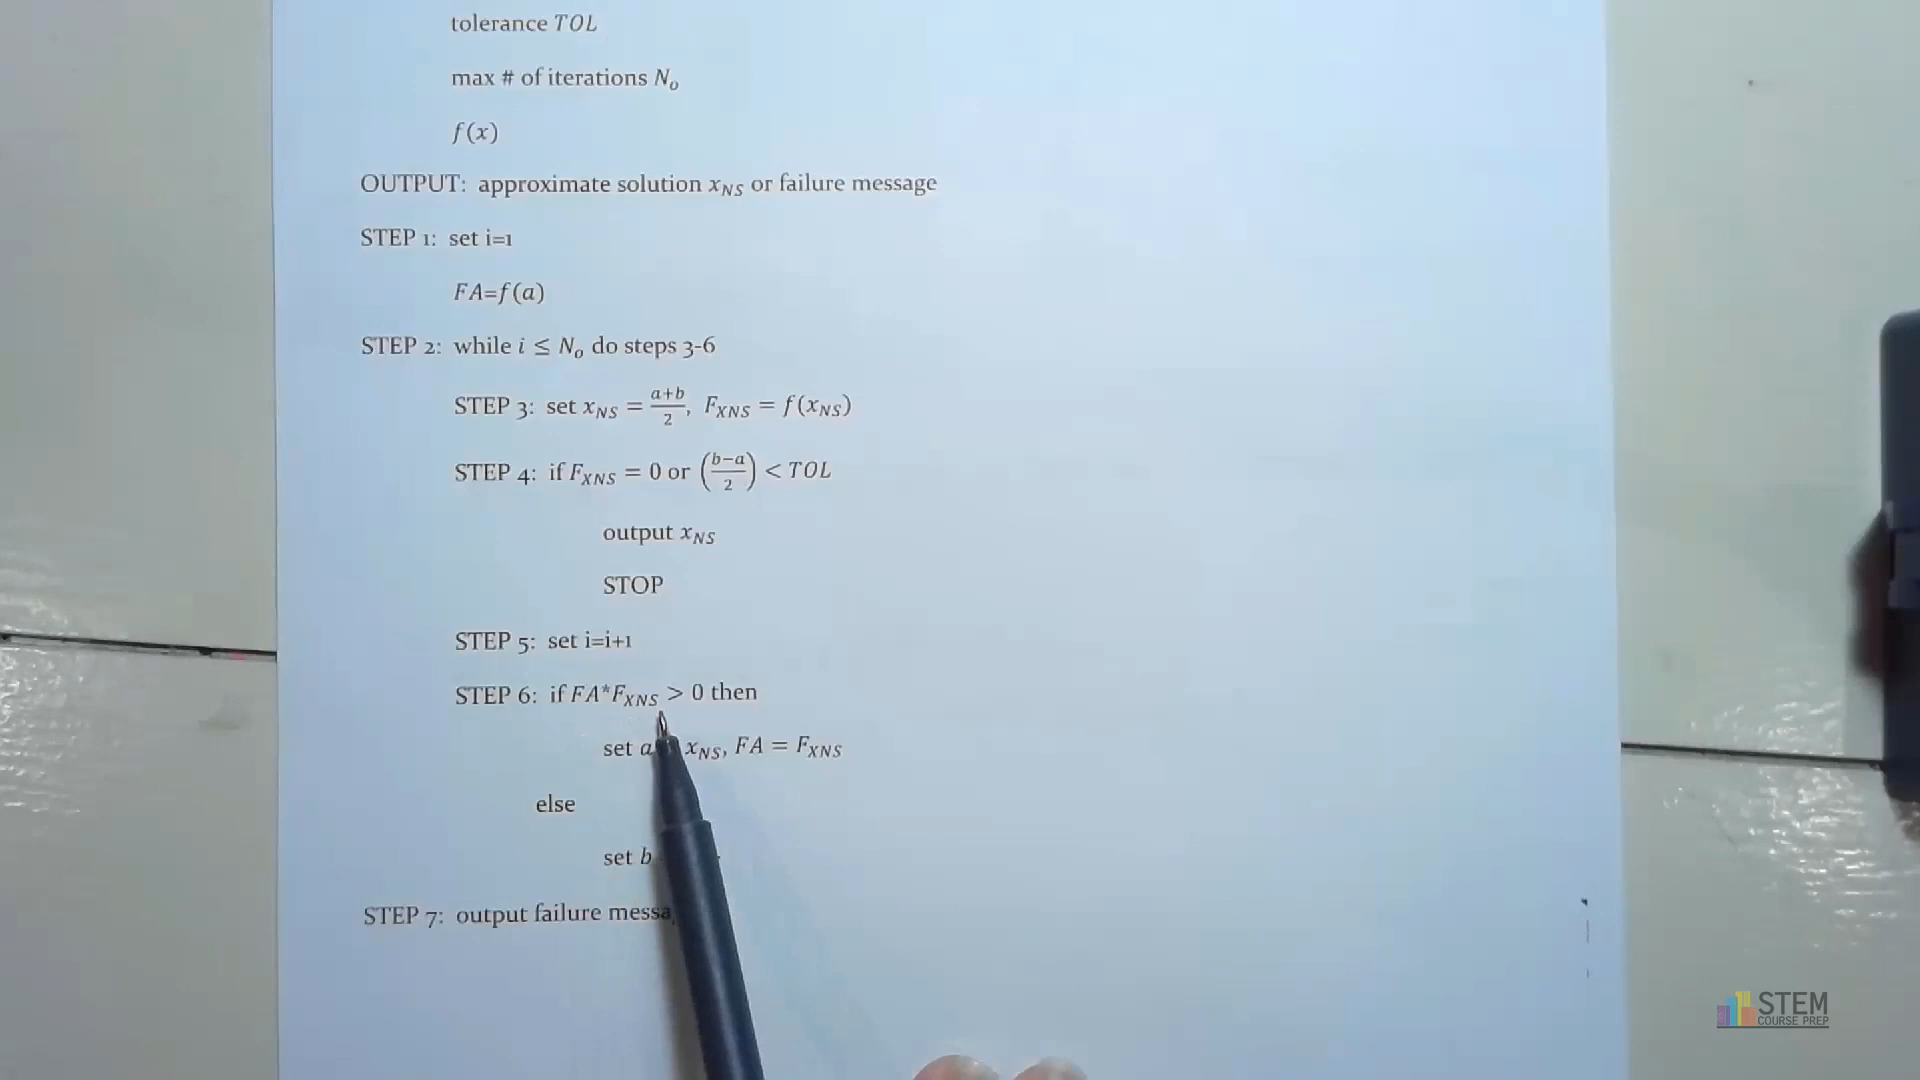 tolerance TOL
max # of iterations Nₒ
f(x)
OUTPUT: approximate solution x_NS or failure message
STEP 1: set i=1
FA=f(a)
STEP 2: while i ≤ Nₒ do steps 3-6
STEP 3: set x_NS = (a+b)/2, F_XNS = f(x_NS)
STEP 4: if F_XNS = 0 or ((b−a)/2) < TOL
output x_NS
STOP
STEP 5: set i=i+1
STEP 6: if FA*F_XNS > 0 then
set a x_NS, FA = F_XNS
else
set b
STEP 7: output failure
STEM
COURSE PREP